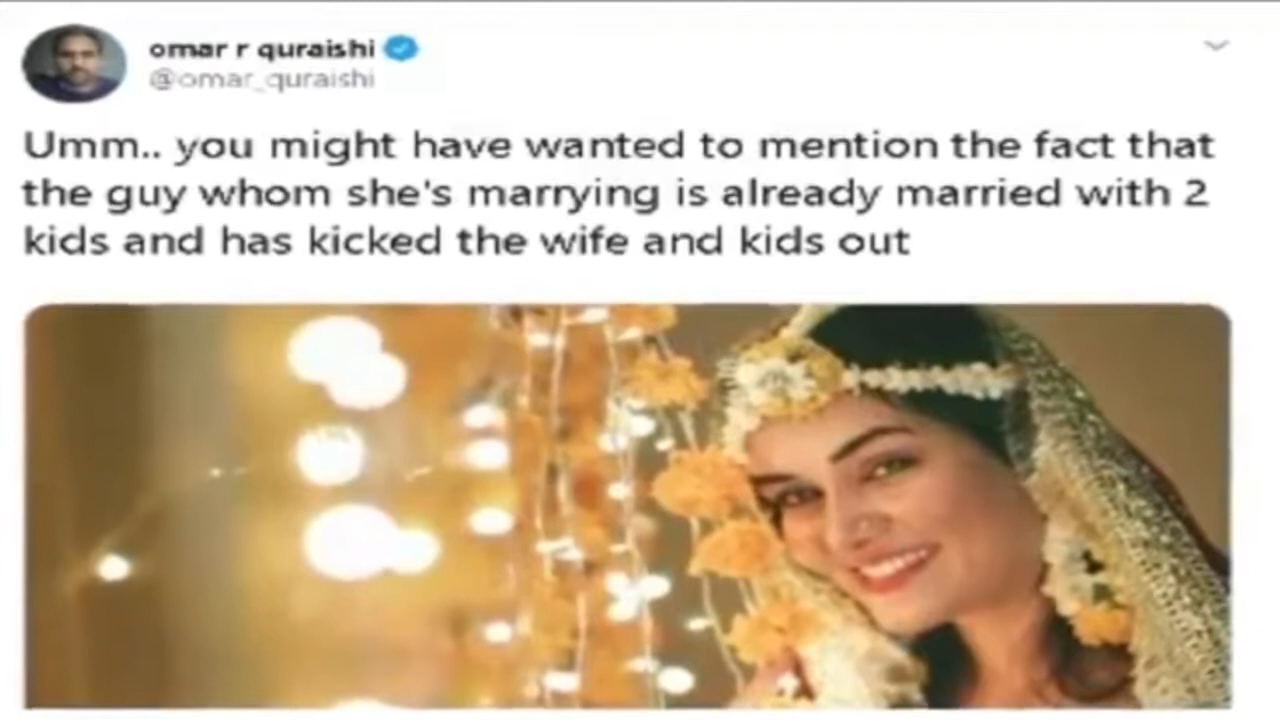 omar r quraishi
@omar_quraishi
Umm.. you might have wanted to mention the fact that
the guy whom she's marrying is already married with 2
kids and has kicked the wife and kids out